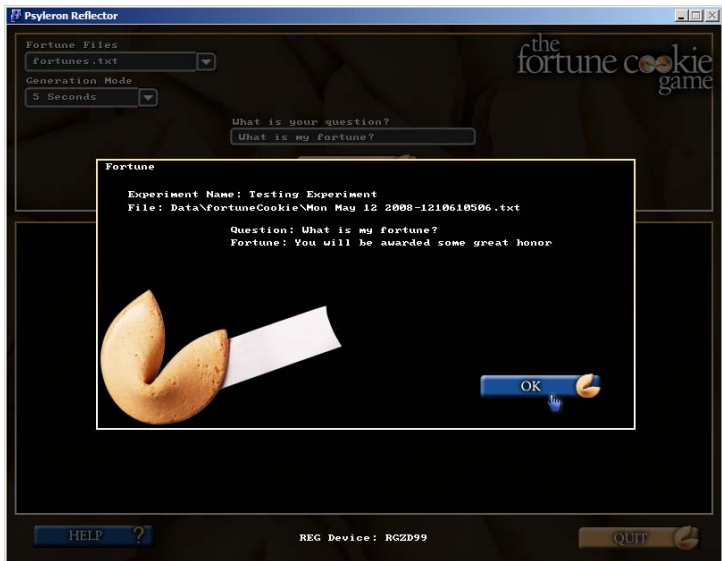 Psyleron Reflector
Fortune Files
fortunes.txt
the
fortune cookie
game
Generation Mode
5 Seconds
What is your question?
What is my fortune?
Fortune
Experiment Name: Testing Experiment
File: Data\fortuneCookie\Mon May 12 2008-1210610506.txt
Question: What is my fortune?
Fortune: You will be awarded some great honor
OK
HELP ?
REG Device: RGZD99
QUIT